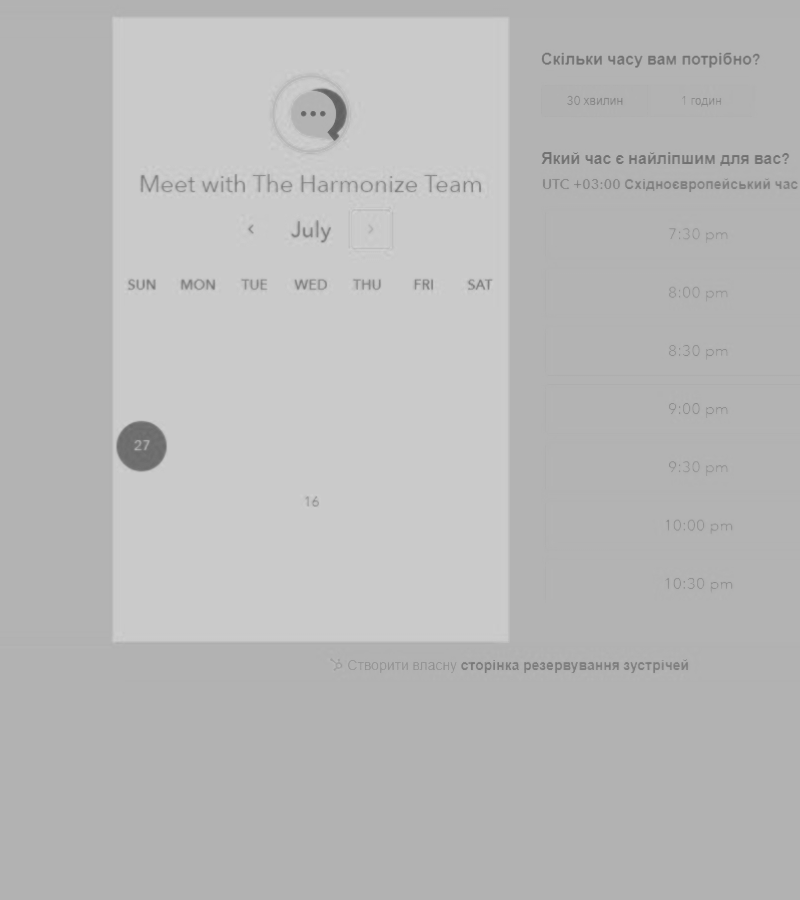 Meet with The Harmonize Team
July
SUN MON TUE WED THU FRI SAT
27
16
Скільки часу вам потрібно?
30 хвилин 1 годин
Який час є найліпшим для вас?
UTC +03:00 Східноєвропейський час
7:30 pm
8:00 pm
8:30 pm
9:00 pm
9:30 pm
10:00 pm
10:30 pm
Створити власну сторінка резервування зустрічей